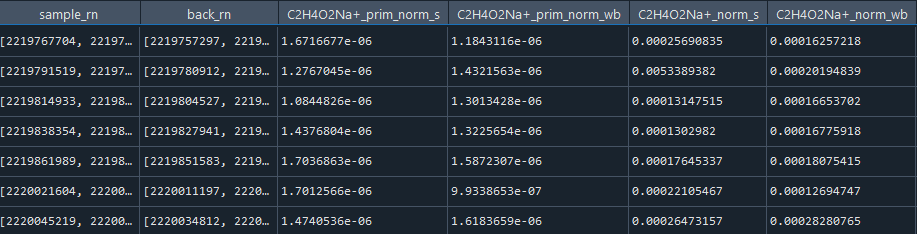 sample_rn back_rn C2H4O2Na+_prim_norm_s C2H4O2Na+_prim_norm_wb C2H4O2Na+_norm_s C2H4O2Na+_norm_wb
[2219767704, 22197… [2219757297, 2219… 1.6716677e-06 1.1843116e-06 0.00025690835 0.00016257218
[2219791519, 22197… [2219780912, 2219… 1.2767045e-06 1.4321563e-06 0.0053389382 0.00020194839
[2219814933, 22198… [2219804527, 2219… 1.0844826e-06 1.3013428e-06 0.00013147515 0.00016653702
[2219838354, 22198… [2219827941, 2219… 1.4376804e-06 1.3225654e-06 0.0001302982 0.00016775918
[2219861989, 22198… [2219851583, 2219… 1.7036863e-06 1.5872307e-06 0.00017645337 0.00018075415
[2220021604, 22200… [2220011197, 2220… 1.7012566e-06 9.9338653e-07 0.00022105467 0.00012694747
[2220045219, 22200… [2220034812, 2220… 1.4740536e-06 1.6183659e-06 0.00026473157 0.00028280765